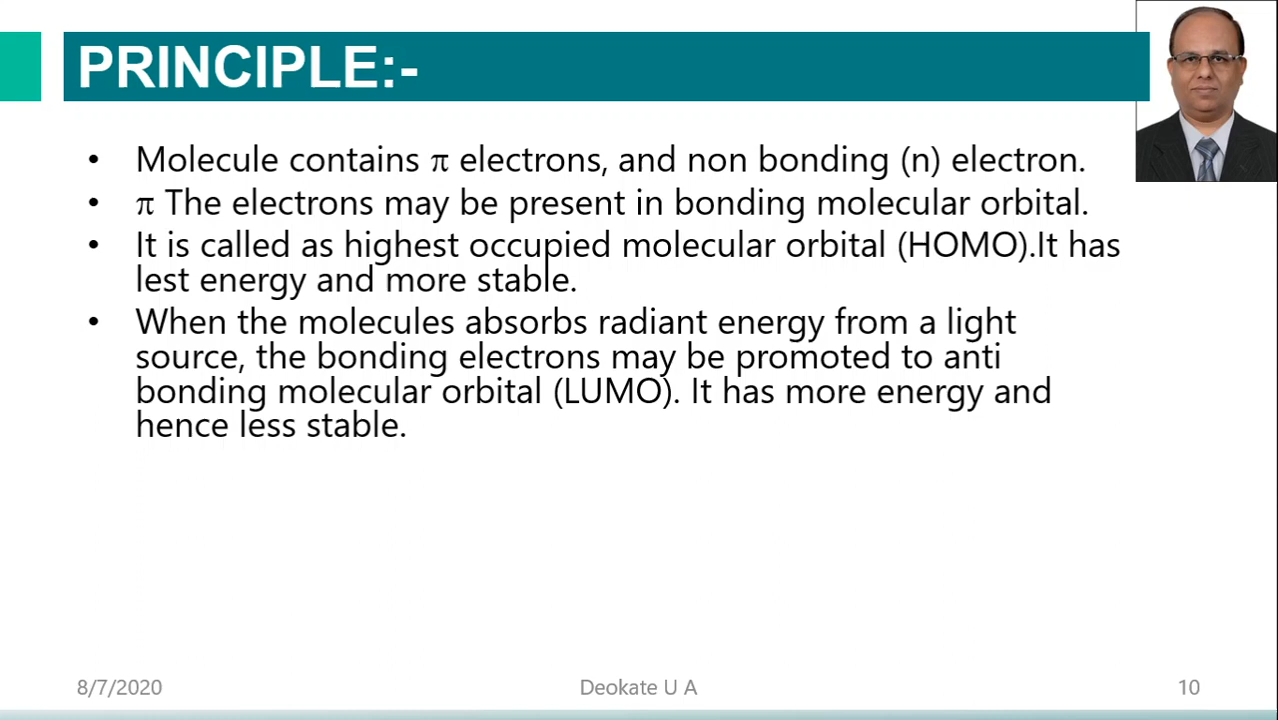 PRINCIPLE:-
• Molecule contains π electrons, and non bonding (n) electron.
• π The electrons may be present in bonding molecular orbital.
• It is called as highest occupied molecular orbital (HOMO).It has
lest energy and more stable.
• When the molecules absorbs radiant energy from a light
source, the bonding electrons may be promoted to anti
bonding molecular orbital (LUMO). It has more energy and
hence less stable.
8/7/2020
Deokate U A
10